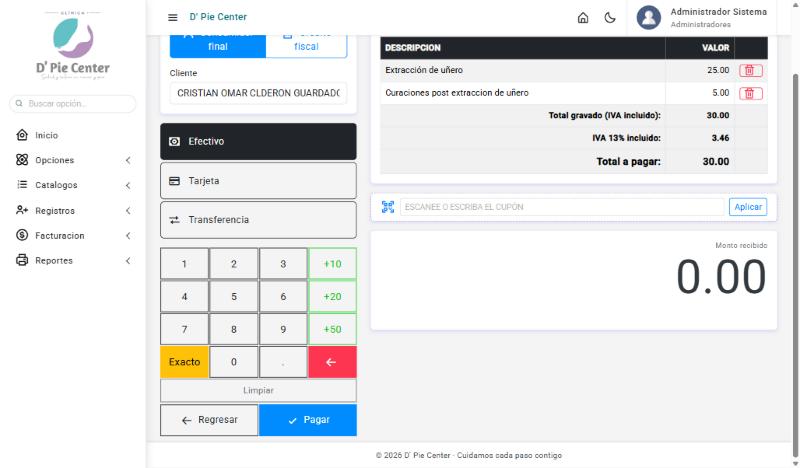 CLINICA
D' Pie Center
Buscar opción...
Inicio
Opciones
Catalogos
Registros
Facturacion
Reportes
D' Pie Center
Administrador Sistema
Administradores
final
fiscal
Cliente
CRISTIAN OMAR CLDERON GUARDADO
Efectivo
Tarjeta
Transferencia
1 2 3 +10
4 5 6 +20
7 8 9 +50
Exacto 0 .
Limpiar
Regresar Pagar
DESCRIPCION VALOR
Extracción de uñero 25.00
Curaciones post extraccion de uñero 5.00
Total gravado (IVA incluido): 30.00
IVA 13% incluido: 3.46
Total a pagar: 30.00
ESCANEE O ESCRIBA EL CUPÓN Aplicar
Monto recibido
0.00
© 2026 D' Pie Center - Cuidamos cada paso contigo